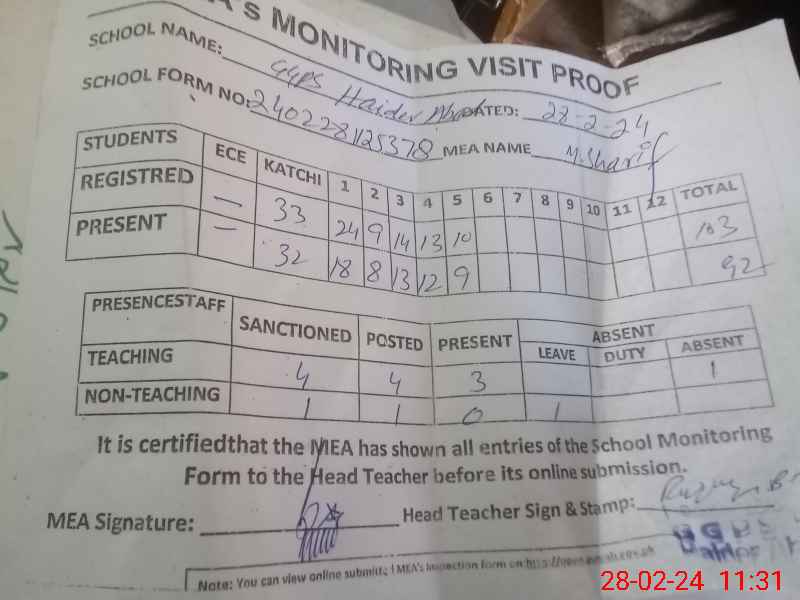 A'S MONITORING VISIT PROOF
SCHOOL NAME: GGPS Haider DATED: 28-2-24
SCHOOL FORM NO: 240228125378 MEA NAME M.Sharif
STUDENTS ECE KATCHI 1 2 3 4 5 6 7 8 9 10 11 12 TOTAL
REGISTRED — 33 24 9 14 13 10 103
PRESENT — 32 18 8 13 12 9 92
PRESENCESTAFF SANCTIONED POSTED PRESENT ABSENT
LEAVE DUTY ABSENT
TEACHING 4 4 3 1
NON-TEACHING 1 1 0 1
It is certifiedthat the MEA has shown all entries of the School Monitoring
Form to the Head Teacher before its online submission.
MEA Signature: Head Teacher Sign & Stamp:
Note: You can view online submitted MEA's Inspection form on
28-02-24 11:31